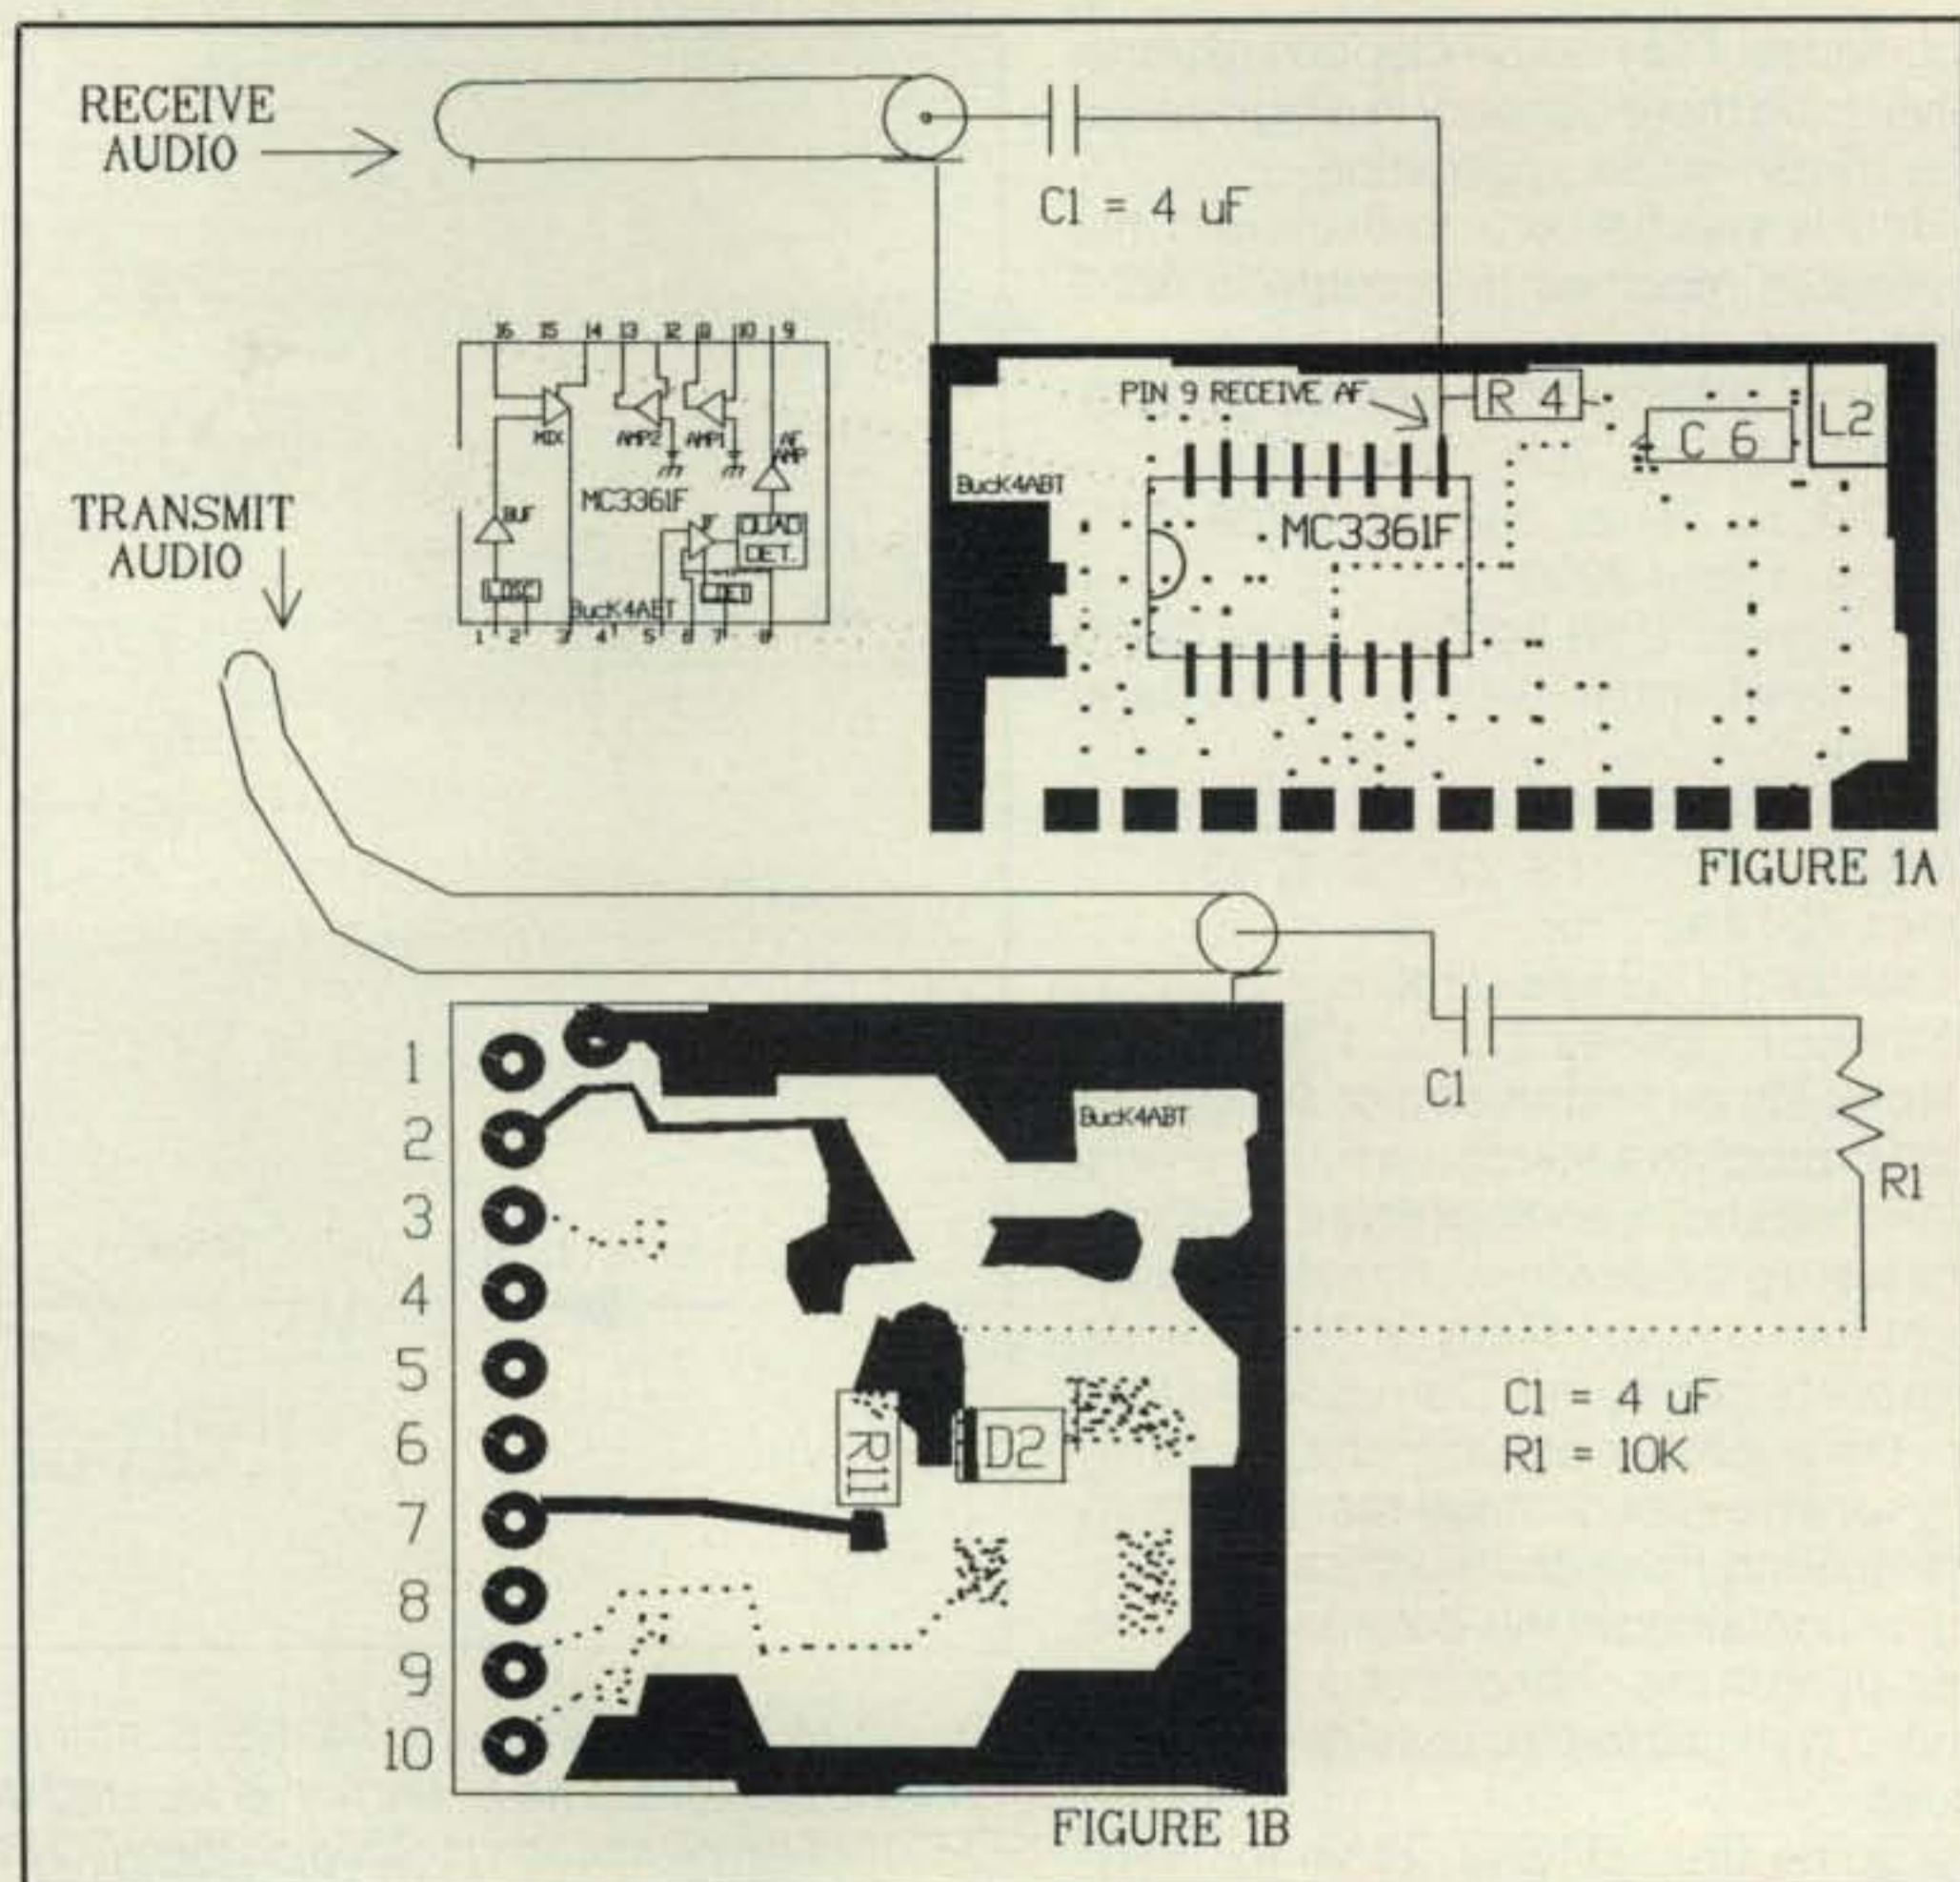 RECEIVE
AUDIO
C1 = 4 uF
16 15 14 13 12 11 10 9
MIX AMP2 AMP1 AF
AMP
MC3361F
BUF IF QUAD
DET.
BucK4ABT
1 2 3 4 5 6 7 8
PIN 9 RECEIVE AF
R 4
C 6
L2
BucK4ABT
MC3361F
FIGURE 1A
TRANSMIT
AUDIO
C1
R1
1
2
3
4
5
6
7
8
9
10
BucK4ABT
R11
D2
C1 = 4 uF
R1 = 10K
FIGURE 1B